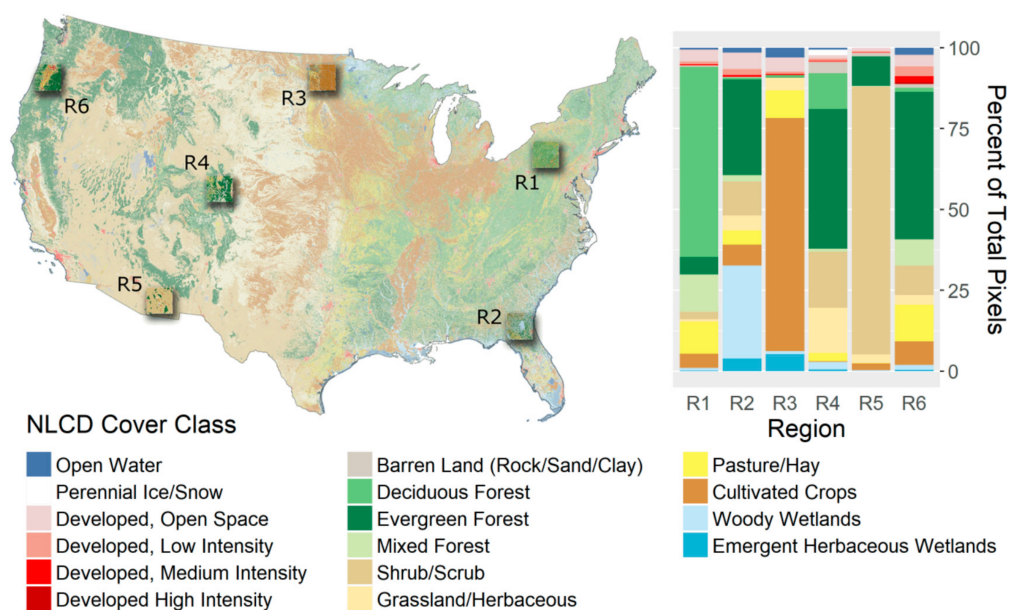 R6
R3
R4
R1
R5
R2
100
75
50
25
0
Percent of Total Pixels
R1 R2 R3 R4 R5 R6
Region
NLCD Cover Class
Open Water
Perennial Ice/Snow
Developed, Open Space
Developed, Low Intensity
Developed, Medium Intensity
Developed High Intensity
Barren Land (Rock/Sand/Clay)
Deciduous Forest
Evergreen Forest
Mixed Forest
Shrub/Scrub
Grassland/Herbaceous
Pasture/Hay
Cultivated Crops
Woody Wetlands
Emergent Herbaceous Wetlands